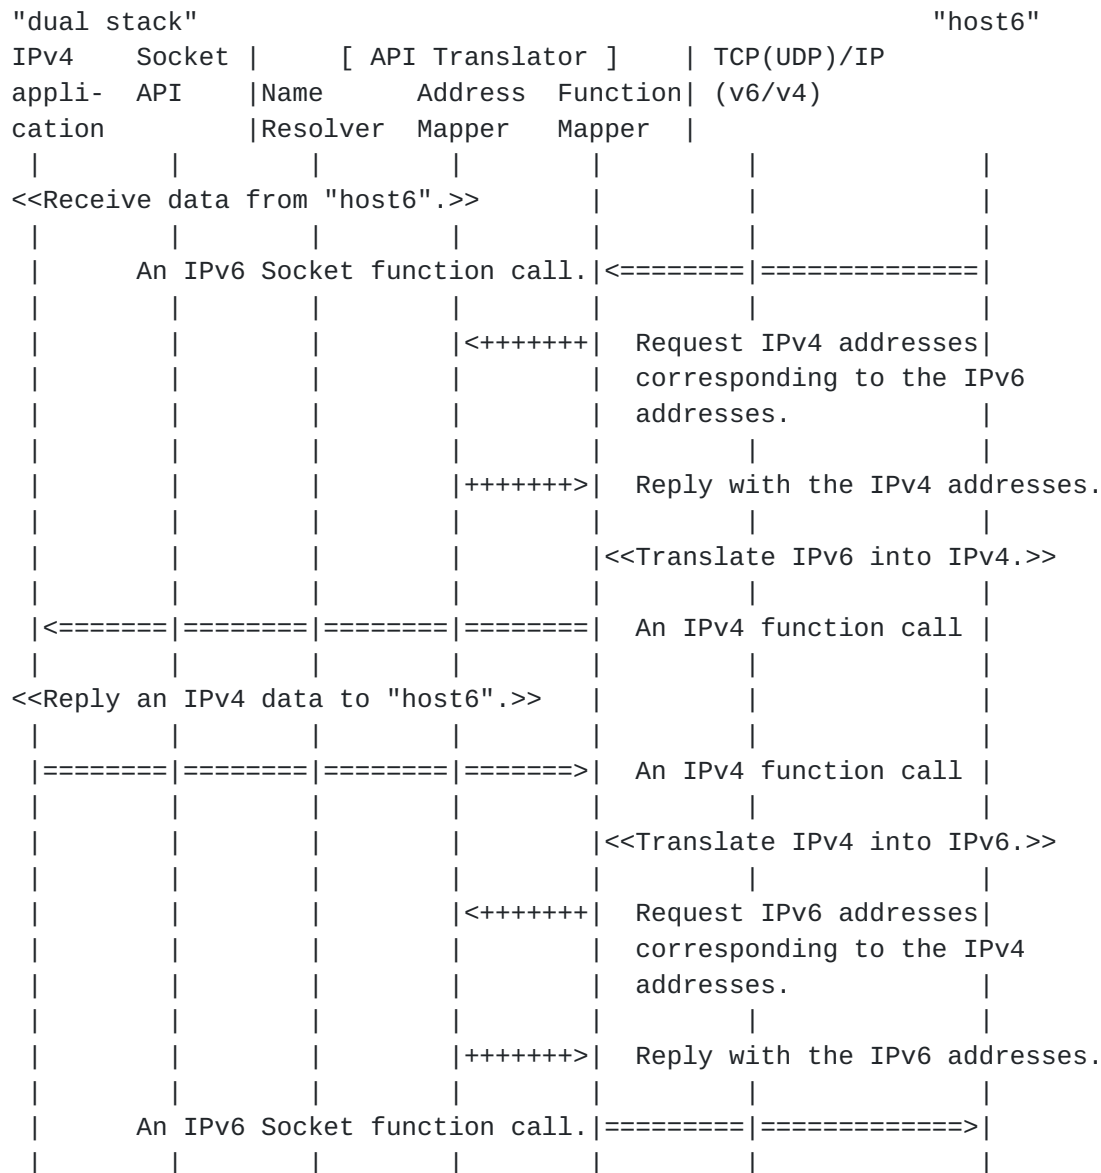 "dual stack"                                               "host6"
IPv4    Socket |     [ API Translator ]    | TCP(UDP)/IP
appli-  API    |Name      Address  Function| (v6/v4)
cation         |Resolver  Mapper   Mapper  |
 |        |        |        |        |         |              |
<<Receive data from "host6".>>       |         |              |
 |        |        |        |        |         |              |
 |      An IPv6 Socket function call.|<========|==============|
 |        |        |        |        |         |              |
 |        |        |        |<+++++++|  Request IPv4 addresses|
 |        |        |        |        |  corresponding to the IPv6
 |        |        |        |        |  addresses.            |
 |        |        |        |        |         |              |
 |        |        |        |+++++++>|  Reply with the IPv4 addresses.
 |        |        |        |        |         |              |
 |        |        |        |        |<<Translate IPv6 into IPv4.>>
 |        |        |        |        |         |              |
 |<=======|========|========|========|  An IPv4 function call |
 |        |        |        |        |         |              |
<<Reply an IPv4 data to "host6".>>   |         |              |
 |        |        |        |        |         |              |
 |========|========|========|=======>|  An IPv4 function call |
 |        |        |        |        |         |              |
 |        |        |        |        |<<Translate IPv4 into IPv6.>>
 |        |        |        |        |         |              |
 |        |        |        |<+++++++|  Request IPv6 addresses|
 |        |        |        |        |  corresponding to the IPv4
 |        |        |        |        |  addresses.            |
 |        |        |        |        |         |              |
 |        |        |        |+++++++>|  Reply with the IPv6 addresses.
 |        |        |        |        |         |              |
 |      An IPv6 Socket function call.|=========|=============>|
 |        |        |        |        |         |              |